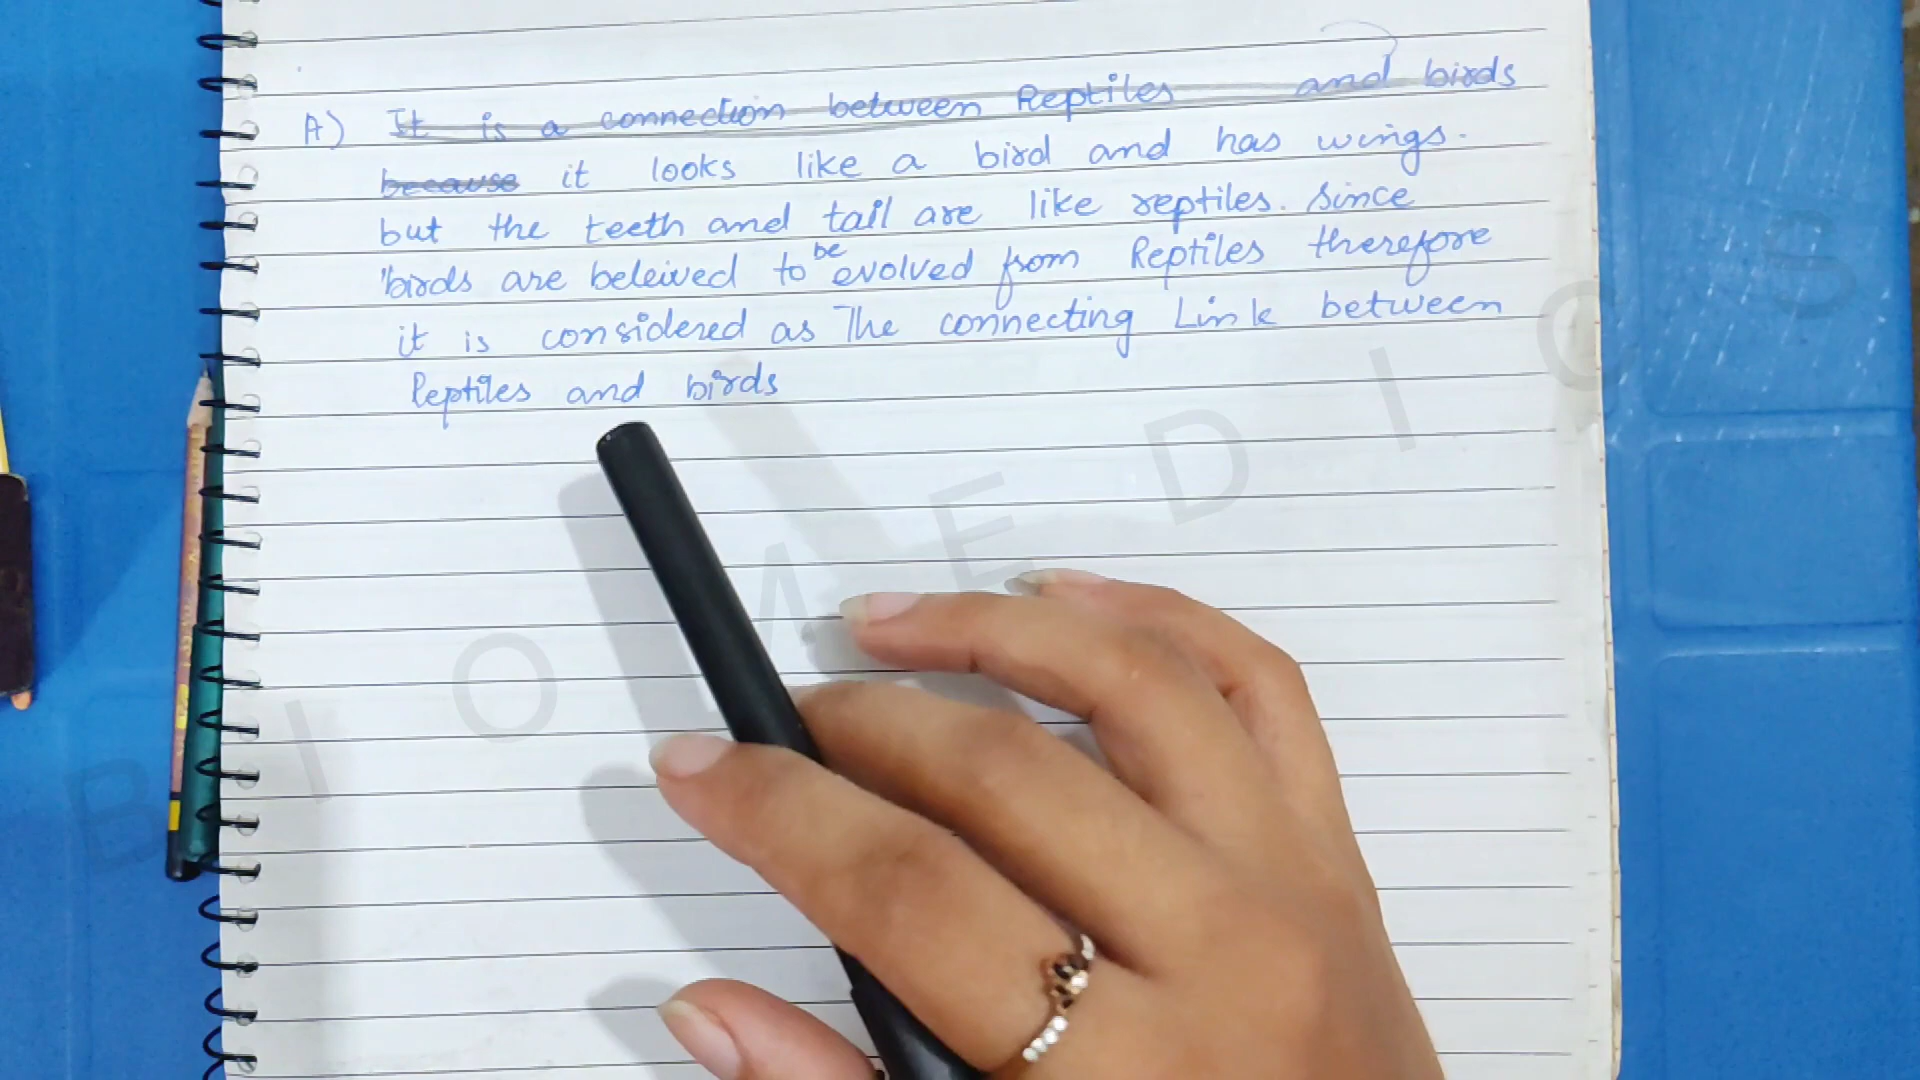 A) It is a connection between Reptiles and birds
because it looks like a bird and has wings.
but the teeth and tail are like reptiles. Since
birds are beleived to be evolved from Reptiles therefore
it is considered as The connecting Link between
Reptiles and birds
BIOMEDICOS